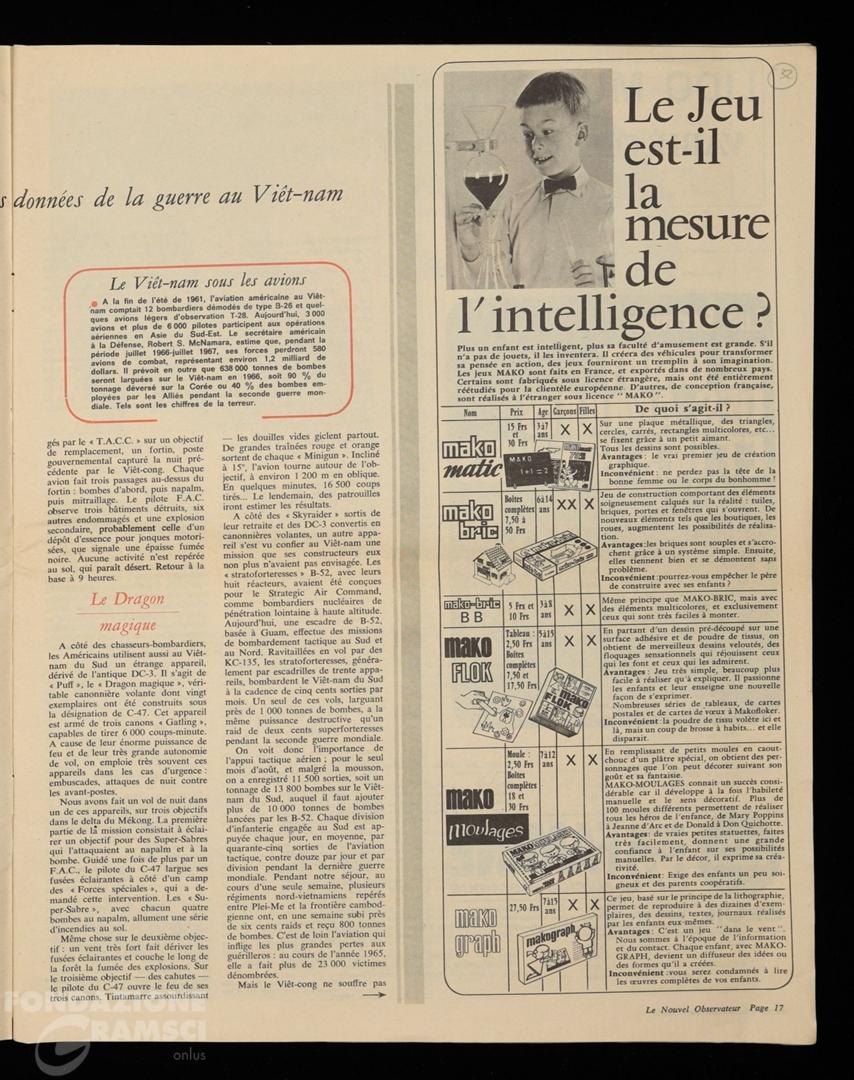 s données de la guerre au Viêt-nam
Le Viêt-nam sous les avions
● A la fin de l'été de 1961, l'aviation américaine au Viêt-
nam comptait 12 bombardiers démodés de type B-26 et quel-
ques avions légers d'observation T-28. Aujourd'hui, 3 000
avions et plus de 6 000 pilotes participent aux opérations
aériennes en Asie du Sud-Est. Le secrétaire américain
à la Défense, Robert S. McNamara, estime que, pendant la
période juillet 1966-juillet 1967, ses forces perdront 580
avions de combat, représentant environ 1,2 milliard de
dollars. Il prévoit en outre que 638 000 tonnes de bombes
seront larguées sur le Viêt-nam en 1966, soit 90 % du
tonnage déversé sur la Corée ou 40 % des bombes em-
ployées par les Alliés pendant la seconde guerre mon-
diale. Tels sont les chiffres de la terreur.
gés par le « T.A.C.C. » sur un objectif
de remplacement, un fortin, poste
gouvernemental capturé la nuit pré-
cédente par le Viêt-cong. Chaque
avion fait trois passages au-dessus du
fortin : bombes d'abord, puis napalm,
puis mitraillage. Le pilote F.A.C.
observe trois bâtiments détruits, six
autres endommagés et une explosion
secondaire, probablement celle d'un
dépôt d'essence pour jonques motori-
sées, que signale une épaisse fumée
noire. Aucune activité n'est repérée
au sol, qui paraît désert. Retour à la
base à 9 heures.
Le Dragon
magique
A côté des chasseurs-bombardiers,
les Américains utilisent aussi au Viêt-
nam du Sud un étrange appareil,
dérivé de l'antique DC-3. Il s'agit de
« Puff », le « Dragon magique », véri-
table canonnière volante dont vingt
exemplaires ont été construits sous
la désignation de C-47. Cet appareil
est armé de trois canons « Gatling »,
capables de tirer 6 000 coups-minute.
A cause de leur énorme puissance de
feu et de leur très grande autonomie
de vol, on emploie très souvent ces
appareils dans les cas d'urgence :
embuscades, attaques de nuit contre
les avant-postes.
Nous avons fait un vol de nuit dans
un de ces appareils, sur trois objectifs
dans le delta du Mékong. La première
partie de la mission consistait à éclai-
rer un objectif pour des Super-Sabres
qui l'attaquaient au napalm et à la
bombe. Guidé une fois de plus par un
F.A.C., le pilote du C-47 largue ses
fusées éclairantes à côté d'un camp
des « Forces spéciales », qui a de-
mandé cette intervention. Les « Su-
per-Sabre », avec chacun quatre
bombes au napalm, allument une série
d'incendies au sol.
Même chose sur le deuxième objec-
tif : un vent très fort fait dériver les
fusées éclairantes et couche le long de
la forêt la fumée des explosions. Sur
le troisième objectif — des cahutes —
le pilote du C-47 ouvre le feu de ses
trois canons. Tintamarre assourdissant
— les douilles vides giclent partout.
De grandes traînées rouge et orange
sortent de chaque « Minigun ». Incliné
à 15°, l'avion tourne autour de l'ob-
jectif, à environ 1 200 m en oblique.
En quelques minutes, 16 500 coups
tirés... Le lendemain, des patrouilles
iront estimer les résultats.
A côté des « Skyraider » sortis de
leur retraite et des DC-3 convertis en
canonnières volantes, un autre appa-
reil s'est vu confier au Viêt-nam une
mission que ses constructeurs eux
non plus n'avaient pas envisagée. Les
« stratoforteresses » B-52, avec leurs
huit réacteurs, avaient été conçues
pour le Strategic Air Command,
comme bombardiers nucléaires de
pénétration lointaine à haute altitude.
Aujourd'hui, une escadre de B-52,
basée à Guam, effectue des missions
de bombardement tactique au Sud et
au Nord. Ravitaillées en vol par des
KC-135, les stratoforteresses, généra-
lement par escadrilles de trente appa-
reils, bombardent le Viêt-nam du Sud
à la cadence de cinq cents sorties par
mois. Un seul de ces vols, larguant
près de 1 000 tonnes de bombes, a la
même puissance destructive qu'un
raid de deux cents superforteresses
pendant la seconde guerre mondiale.
On voit donc l'importance de
l'appui tactique aérien ; pour le seul
mois d'août, et malgré la mousson,
on a enregistré 11 500 sorties, soit un
tonnage de 13 800 bombes sur le Viêt-
nam du Sud, auquel il faut ajouter
plus de 10 000 tonnes de bombes
lancées par les B-52. Chaque division
d'infanterie engagée au Sud est ap-
puyée chaque jour, en moyenne, par
quarante-cinq sorties de l'aviation
tactique, contre douze par jour et par
division pendant la dernière guerre
mondiale. Pendant notre séjour, au
cours d'une seule semaine, plusieurs
régiments nord-vietnamiens repérés
entre Plei-Me et la frontière cambod-
gienne ont, en une semaine subi près
de six cents raids et reçu 800 tonnes
de bombes. C'est de loin l'aviation qui
inflige les plus grandes pertes aux
guérilleros : au cours de l'année 1965,
elle a fait plus de 23 000 victimes
dénombrées.
Mais le Viêt-cong ne souffre pas
32
Le Jeu
est-il
la
mesure
de
l'intelligence ?
Plus un enfant est intelligent, plus sa faculté d'amusement est grande. S'il
n'a pas de jouets, il les inventera. Il créera des véhicules pour transformer
sa pensée en action, des jeux fourniront un tremplin à son imagination.
Les jeux MAKO sont faits en France, et exportés dans de nombreux pays.
Certains sont fabriqués sous licence étrangère, mais ont été entièrement
réétudiés pour la clientèle européenne. D'autres, de conception française,
sont réalisés à l'étranger sous licence " MAKO ".
Nom Prix Age Garçons Filles De quoi s'agit-il ?
mako
matic
15 Frs
et
30 Frs
3 à 7
ans
X X
Sur une plaque métallique, des triangles,
cercles, carrés, rectangles multicolores, etc...
se fixent grâce à un petit aimant.
Tous les dessins sont possibles.
Avantages : le vrai premier jeu de création
graphique.
Inconvénient : ne perdez pas la tête de la
bonne femme ou le corps du bonhomme !
MAKO
1+1=2
mako
bric
Boites
complètes
7,50 à
50 Frs
6 à 14
ans
XX X
Jeu de construction comportant des éléments
soigneusement calqués sur la réalité : tuiles,
briques, portes et fenêtres qui s'ouvrent. De
nouveaux éléments tels que les boutiques, les
roues, augmentent les possibilités de réalisa-
tion.
Avantages : les briques sont souples et s'accro-
chent grâce à un système simple. Ensuite,
elles tiennent bien et se démontent sans
problème.
Inconvénient : pourrez-vous empêcher le père
de construire avec ses enfants ?
mako-bric
B B
5 Frs et
10 Frs
3 à 8
ans
X X
Même principe que MAKO-BRIC, mais avec
des éléments multicolores, et exclusivement
ceux qui sont très faciles à monter.
mako
FLOK
Tableau :
2,50 Frs
Boites
complètes
7,50 et
17,50 Frs
5 à 15
ans
X X
En partant d'un dessin pré-découpé sur une
surface adhésive et de poudre de tissus, on
obtient de merveilleux dessins veloutés, des
floquages sensationnels qui réjouissent ceux
qui les font et ceux qui les admirent.
Avantages : Jeu très simple, beaucoup plus
facile à réaliser qu'à expliquer. Il passionne
les enfants et leur enseigne une nouvelle
façon de s'exprimer.
Nombreuses séries de tableaux, de cartes
postales et de cartes de vœux à Makofloker.
Inconvénient : la poudre de tissu volète ici et
là, mais un coup de brosse à habits... et elle
disparait.
mako
FLOK
mako
moulages
Moule :
2,50 Frs
Boites
complètes
18 et
30 Frs
7 à 12
ans
X X
En remplissant de petits moules en caout-
chouc d'un plâtre spécial, on obtient des per-
sonnages que l'on peut décorer suivant son
goût et sa fantaisie.
MAKO-MOULAGES connait un succès consi-
dérable car il développe à la fois l'habileté
manuelle et le sens décoratif. Plus de
100 moules différents permettent de réaliser
tous les héros de l'enfance, de Mary Poppins
à Jeanne d'Arc et de Donald à Don Quichotte.
Avantages : de vraies petites statuettes, faites
très facilement, donnent une grande
confiance à l'enfant sur ses possibilités
manuelles. Par le décor, il exprime sa créa-
tivité.
Inconvénient : Exige des enfants un peu soi-
gneux et des parents coopératifs.
MAKO MOULAGES
mako
graph
27,50 Frs
7 à 15
ans
X X
Ce jeu, basé sur le principe de la lithographie,
permet de reproduire à des dizaines d'exem-
plaires, des dessins, textes, journaux réalisés
par les enfants eux-mêmes.
Avantages : C'est un jeu "dans le vent".
Nous sommes à l'époque de l'information
et du contact. Chaque enfant, avec MAKO-
GRAPH, devient un diffuseur des idées ou
des formes qu'il a créées.
Inconvénient : vous serez condamnés à lire
les œuvres complètes de vos enfants.
makograph
Le Nouvel Observateur Page 17
FONDAZIONE
GRAMSCI
onlus